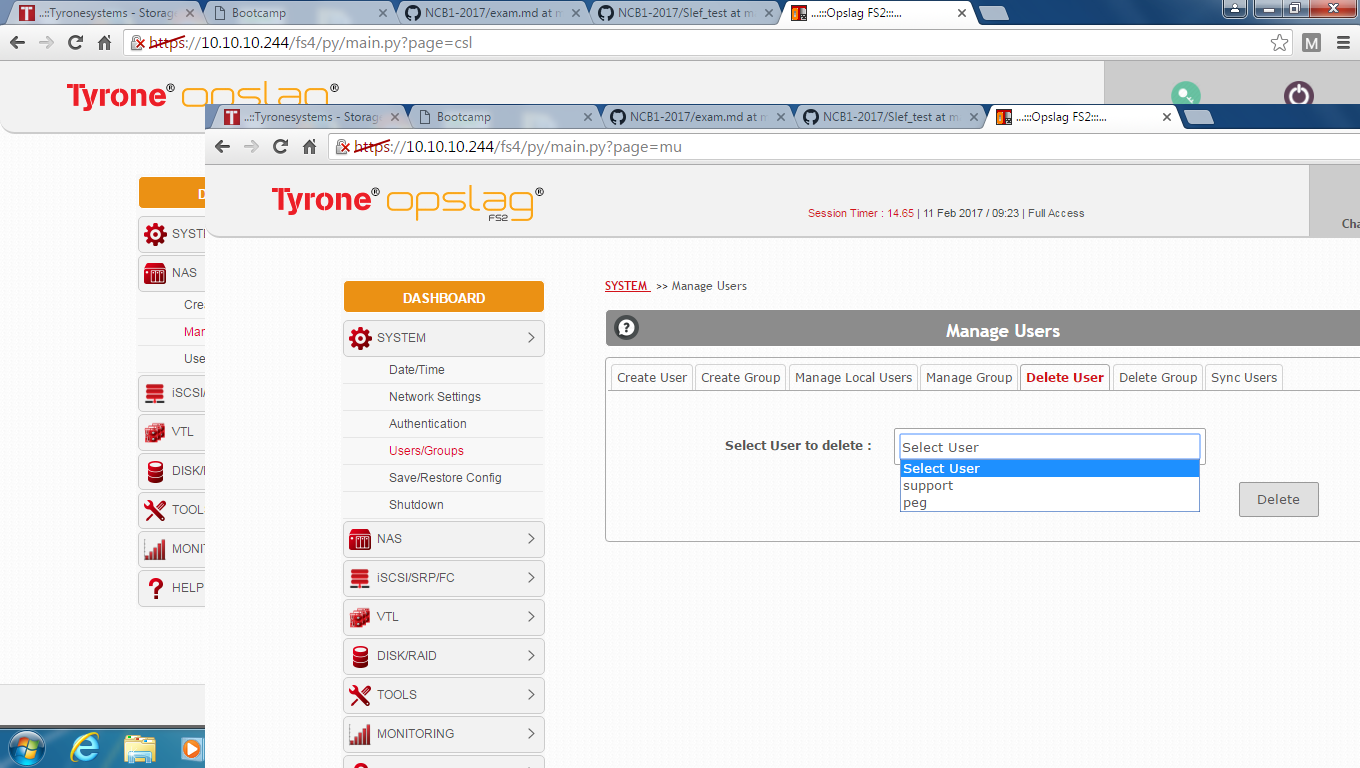 ..::Tyronesystems - Storag
Bootcamp
NCB1-2017/exam.md at m
NCB1-2017/Slef_test at m
...:::Opslag FS2:::...
https://10.10.10.244/fs4/py/main.py?page=csl
M
Tyrone® opslag®
..::Tyronesystems - Storage
Bootcamp
NCB1-2017/exam.md at m
NCB1-2017/Slef_test at m
...:::Opslag FS2:::...
https://10.10.10.244/fs4/py/main.py?page=mu
Tyrone® opslag®
FS2
Session Timer : 14.65 | 11 Feb 2017 / 09:23 | Full Access
Cha
D
SYSTE
NAS
Crea
Man
User
iSCSI/
VTL
DISK/R
TOOL
MONIT
HELP
DASHBOARD
SYSTEM
Date/Time
Network Settings
Authentication
Users/Groups
Save/Restore Config
Shutdown
NAS
iSCSI/SRP/FC
VTL
DISK/RAID
TOOLS
MONITORING
SYSTEM >> Manage Users
? Manage Users
Create User Create Group Manage Local Users Manage Group Delete User Delete Group Sync Users
Select User to delete : Select User
Select User
support
peg
Delete